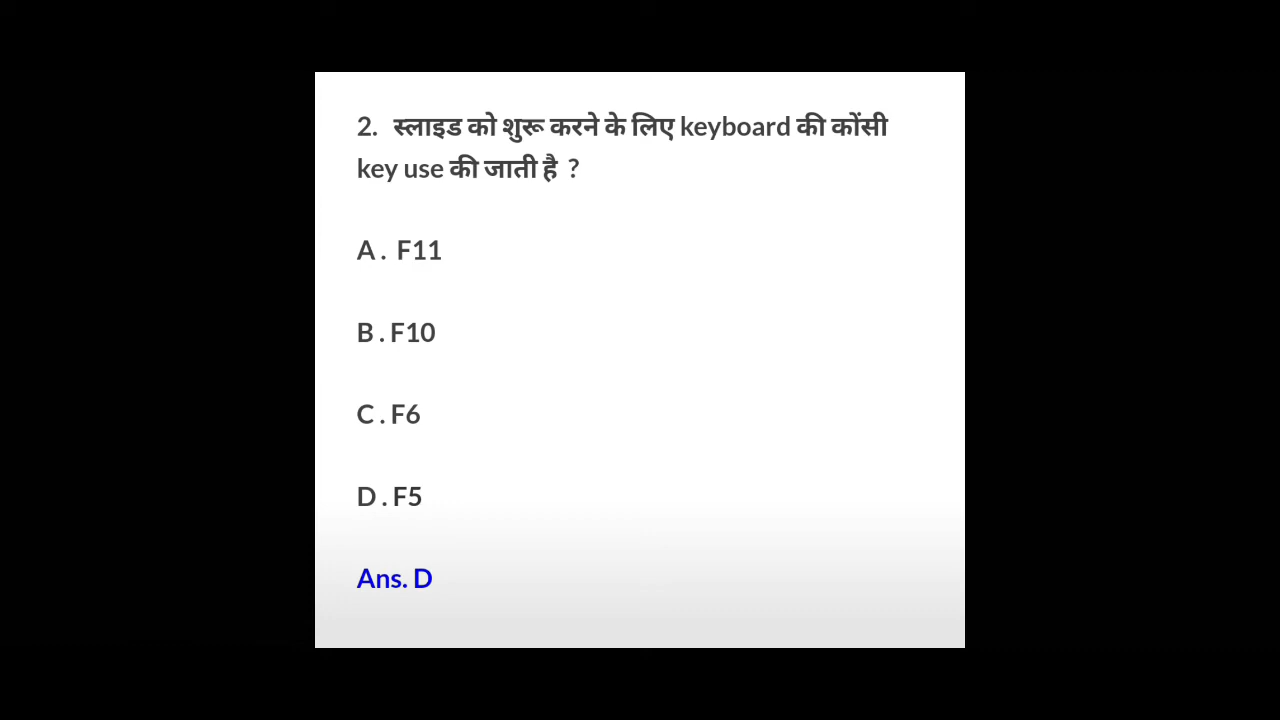 2. स्लाइड को शुरू करने के लिए keyboard की कोंसी
key use की जाती है ?
A . F11
B . F10
C . F6
D . F5
Ans. D